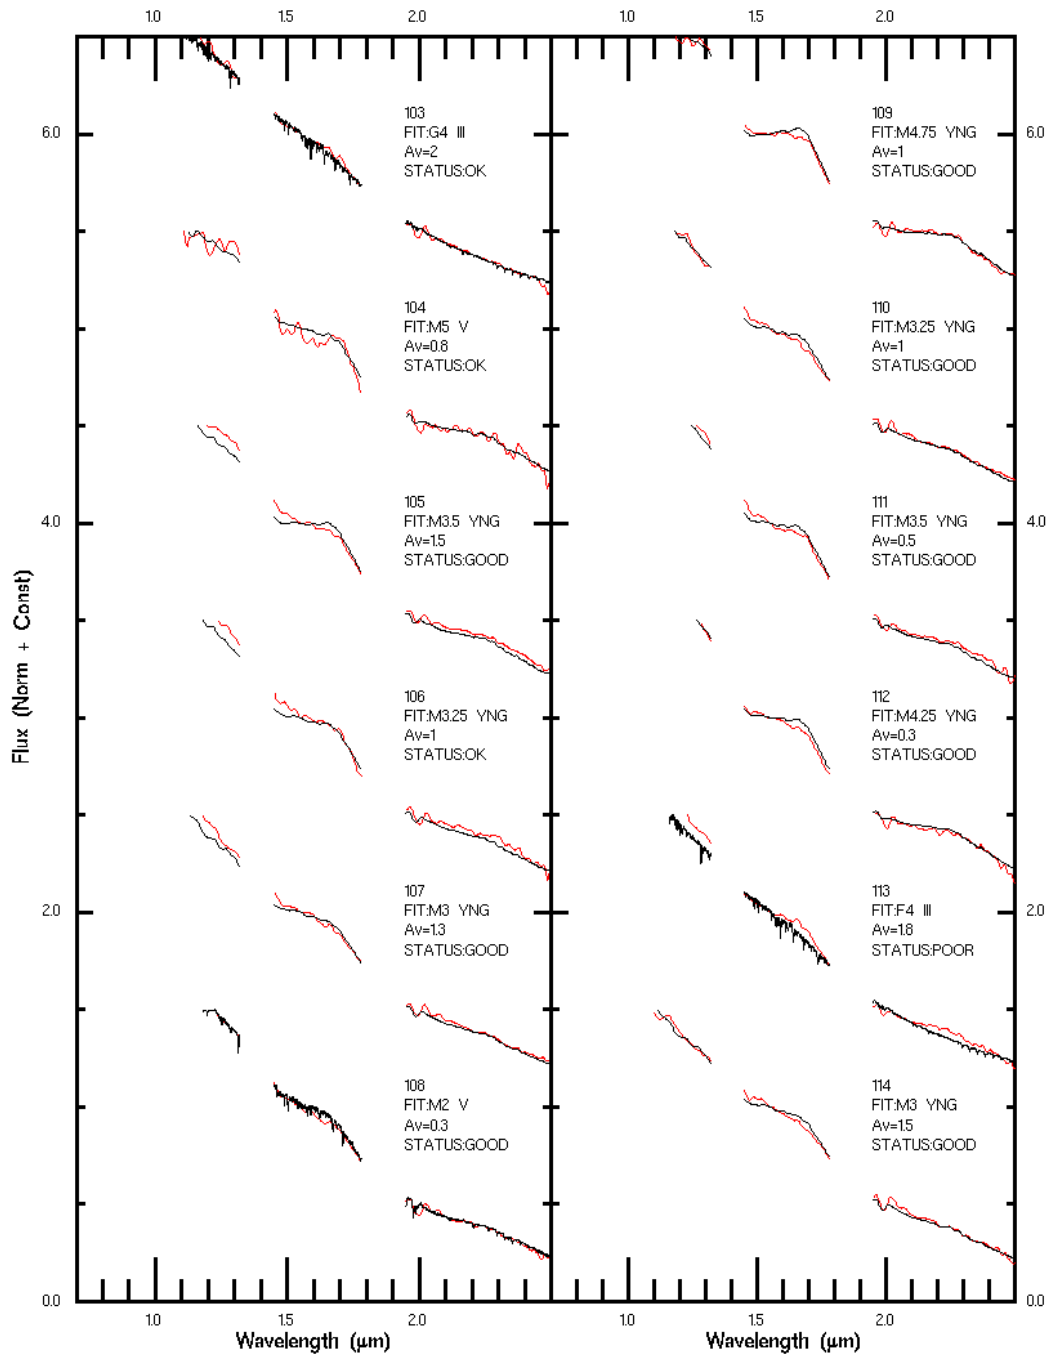 1.0 1.5 2.0 1.0 1.5 2.0
6.0
4.0
2.0
0.0
Flux (Norm + Const)
103
FIT:G4 III
Av=2
STATUS:OK
104
FIT:M5 V
Av=0.8
STATUS:OK
105
FIT:M3.5 YNG
Av=1.5
STATUS:GOOD
106
FIT:M3.25 YNG
Av=1
STATUS:OK
107
FIT:M3 YNG
Av=1.3
STATUS:GOOD
108
FIT:M2 V
Av=0.3
STATUS:GOOD
109
FIT:M4.75 YNG
Av=1
STATUS:GOOD
110
FIT:M3.25 YNG
Av=1
STATUS:GOOD
111
FIT:M3.5 YNG
Av=0.5
STATUS:GOOD
112
FIT:M4.25 YNG
Av=0.3
STATUS:GOOD
113
FIT:F4 III
Av=1.8
STATUS:POOR
114
FIT:M3 YNG
Av=1.5
STATUS:GOOD
6.0
4.0
2.0
0.0
1.0 1.5 2.0 1.0 1.5 2.0
Wavelength (μm) Wavelength (μm)